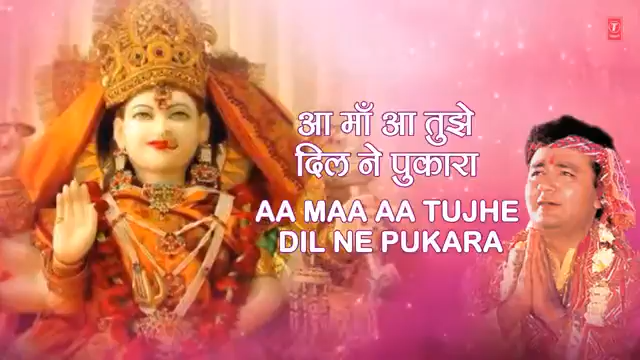 आ माँ आ तुझे
दिल ने पुकारा
AA MAA AA TUJHE
DIL NE PUKARA
T